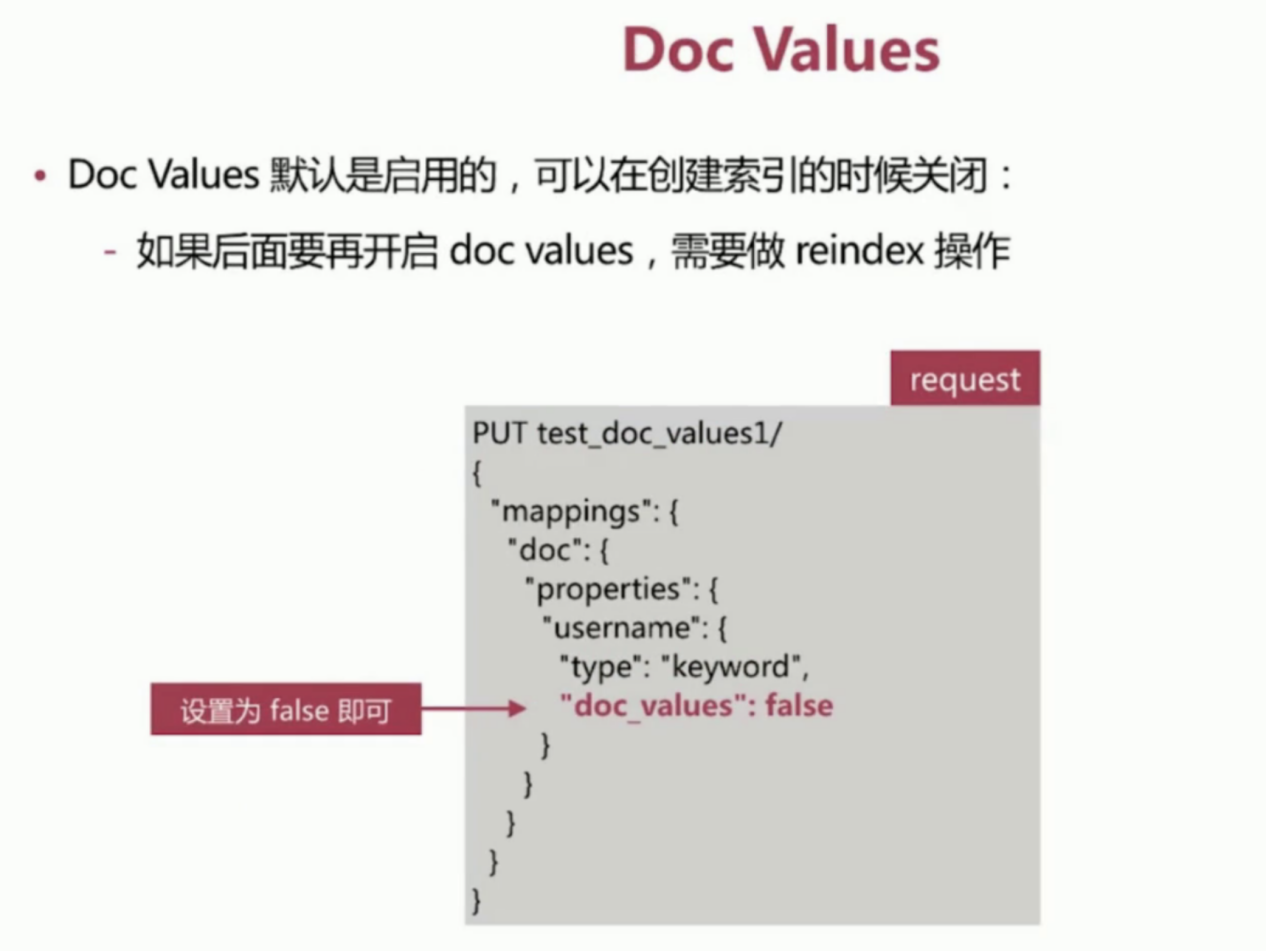 Doc Values
• Doc Values 默认是启用的，可以在创建索引的时候关闭：
- 如果后面要再开启 doc values，需要做 reindex 操作
request
PUT test_doc_values1/
{
"mappings": {
"doc": {
"properties": {
"username": {
"type": "keyword",
设置为 false 即可
"doc_values": false
}
}
}
}
}